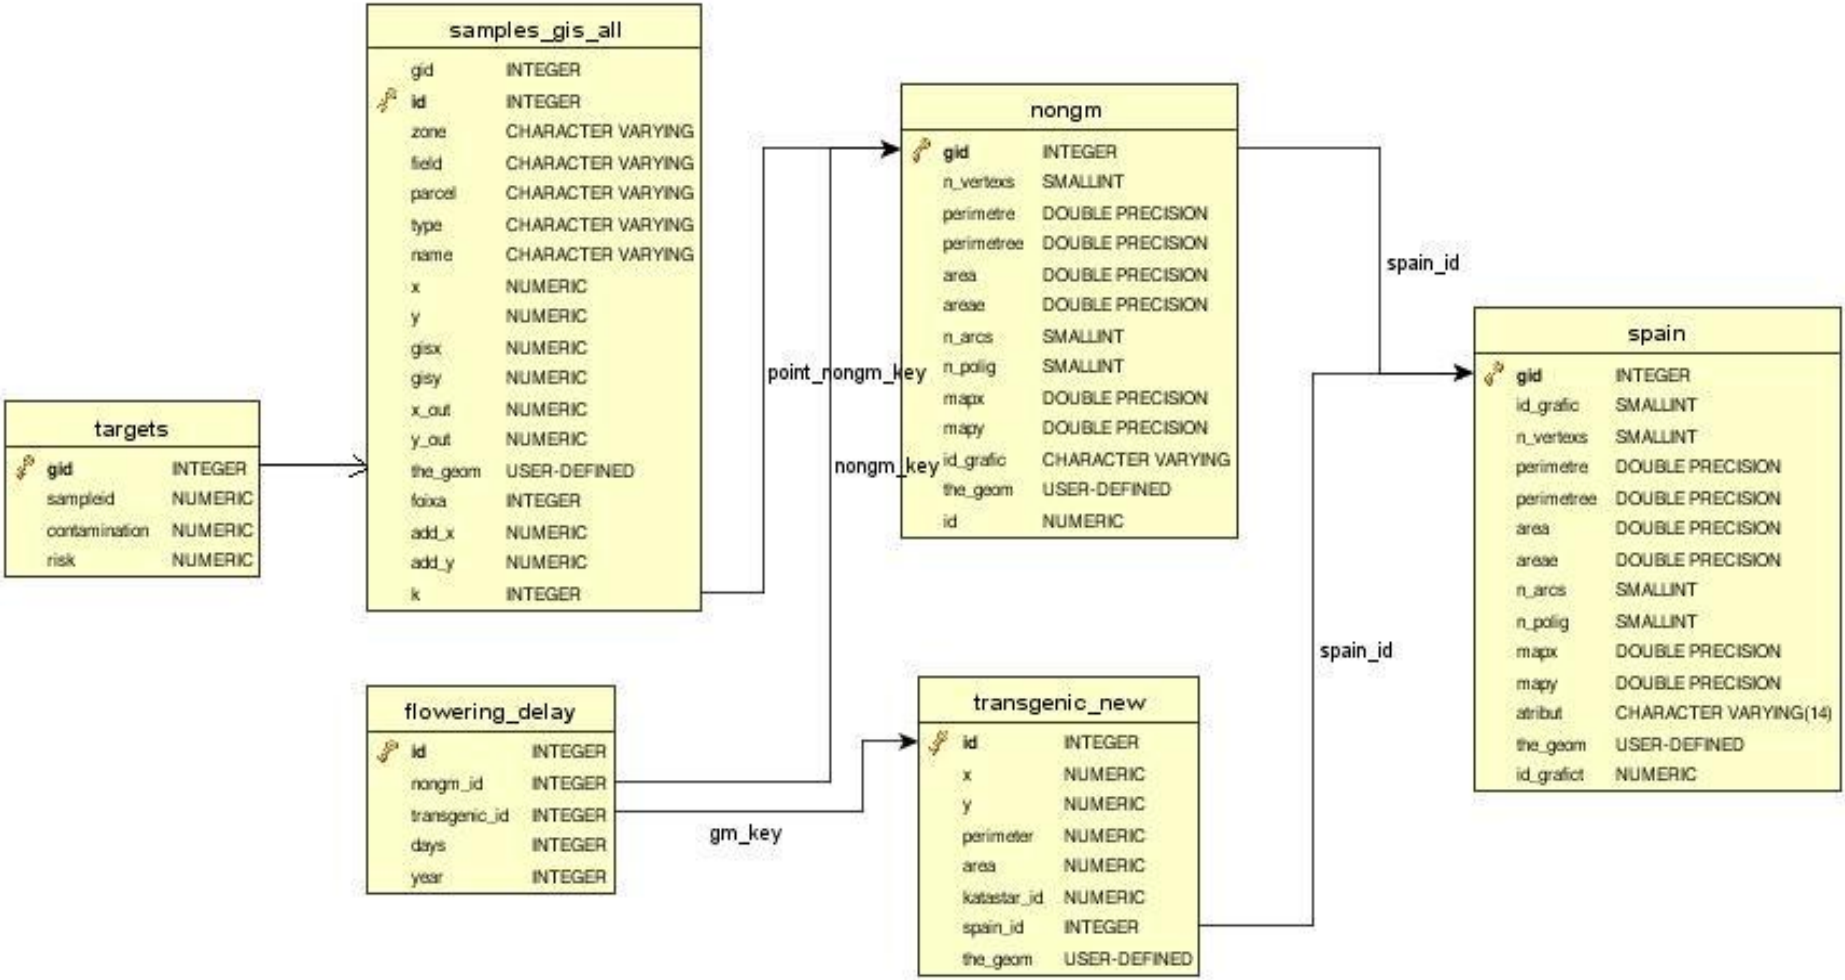 samples_gis_all
gid INTEGER
id INTEGER
zone CHARACTER VARYING
field CHARACTER VARYING
parcel CHARACTER VARYING
type CHARACTER VARYING
name CHARACTER VARYING
x NUMERIC
y NUMERIC
gisx NUMERIC
gisy NUMERIC
x_out NUMERIC
y_out NUMERIC
the_geom USER-DEFINED
foixa INTEGER
add_x NUMERIC
add_y NUMERIC
k INTEGER
targets
gid INTEGER
sampleid NUMERIC
contamination NUMERIC
risk NUMERIC
flowering_delay
id INTEGER
nongm_id INTEGER
transgenic_id INTEGER
days INTEGER
year INTEGER
point_nongm_key
nongm_key
gm_key
nongm
gid INTEGER
n_vertexs SMALLINT
perimetre DOUBLE PRECISION
perimetree DOUBLE PRECISION
area DOUBLE PRECISION
areae DOUBLE PRECISION
n_arcs SMALLINT
n_polig SMALLINT
mapx DOUBLE PRECISION
mapy DOUBLE PRECISION
id_grafic CHARACTER VARYING
the_geom USER-DEFINED
id NUMERIC
transgenic_new
id INTEGER
x NUMERIC
y NUMERIC
perimeter NUMERIC
area NUMERIC
katastar_id NUMERIC
spain_id INTEGER
the_geom USER-DEFINED
spain_id
spain_id
spain
gid INTEGER
id_grafic SMALLINT
n_vertexs SMALLINT
perimetre DOUBLE PRECISION
perimetree DOUBLE PRECISION
area DOUBLE PRECISION
areae DOUBLE PRECISION
n_arcs SMALLINT
n_polig SMALLINT
mapx DOUBLE PRECISION
mapy DOUBLE PRECISION
atribut CHARACTER VARYING(14)
the_geom USER-DEFINED
id_grafict NUMERIC